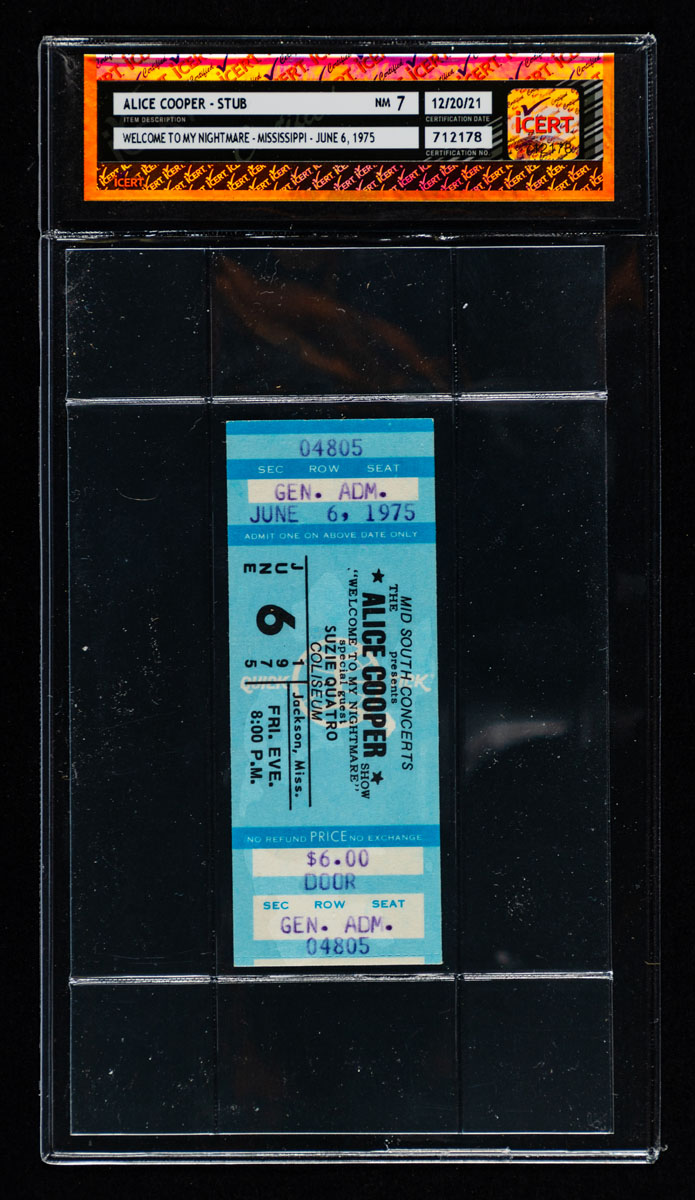 ALICE COOPER - STUB NM 7
ITEM DESCRIPTION
WELCOME TO MY NIGHTMARE - MISSISSIPPI - JUNE 6, 1975
12/20/21
CERTIFICATION DATE
712178
CERTIFICATION NO.
ICERT
712178
ICERT
04805
SEC ROW SEAT
GEN. ADM.
JUNE 6, 1975
ADMIT ONE ON ABOVE DATE ONLY
MID SOUTH CONCERTS
presents
THE
★ ALICE COOPER ★
SHOW
"WELCOME TO MY NIGHTMARE"
special guest
SUZIE QUATRO
COLISEUM
JUNE
6
1975
Jackson, Miss.
FRI. EVE.
8:00 P.M.
NO REFUND PRICE NO EXCHANGE
$6.00
DOOR
SEC ROW SEAT
GEN. ADM.
04805